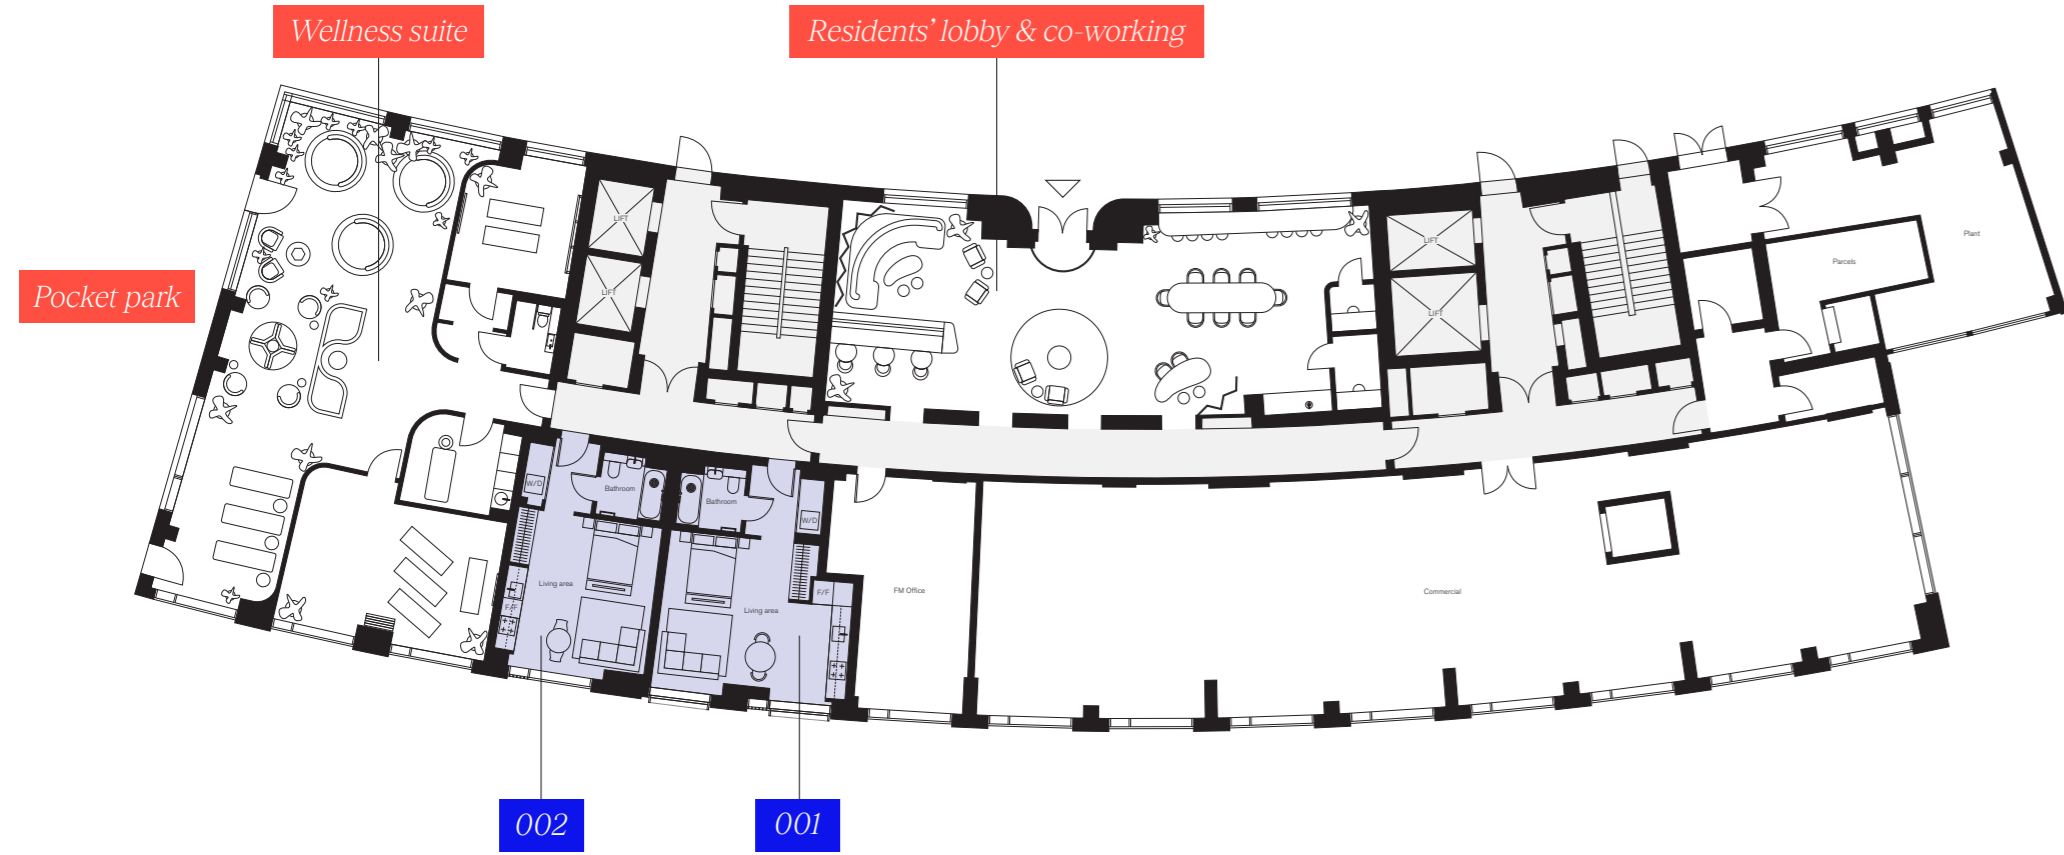 Wellness suite
Residents’ lobby & co-working
Pocket park
LIFT
LIFT
LIFT
LIFT
Plant
Parcels
W/D
Bathroom
Bathroom
W/D
Living area
F/F
Living area
F/F
FM Office
Commercial
002
001